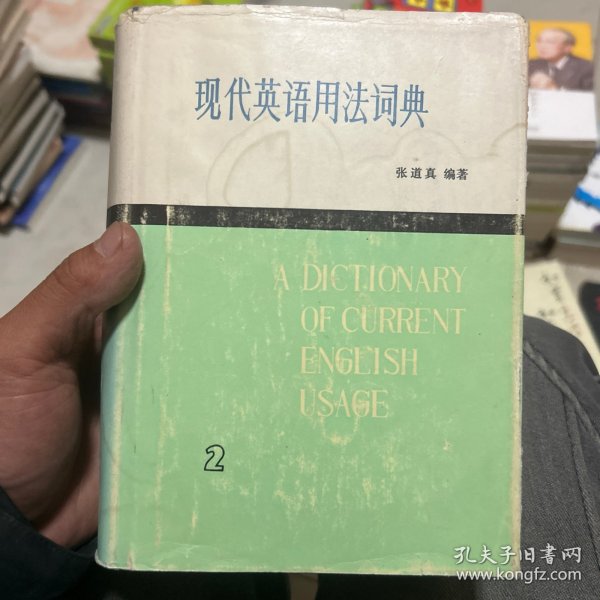 现代英语用法词典
张道真 编著
A DICTIONARY
OF CURRENT
ENGLISH
USAGE
2
孔夫子旧书网
www.kongfz.com